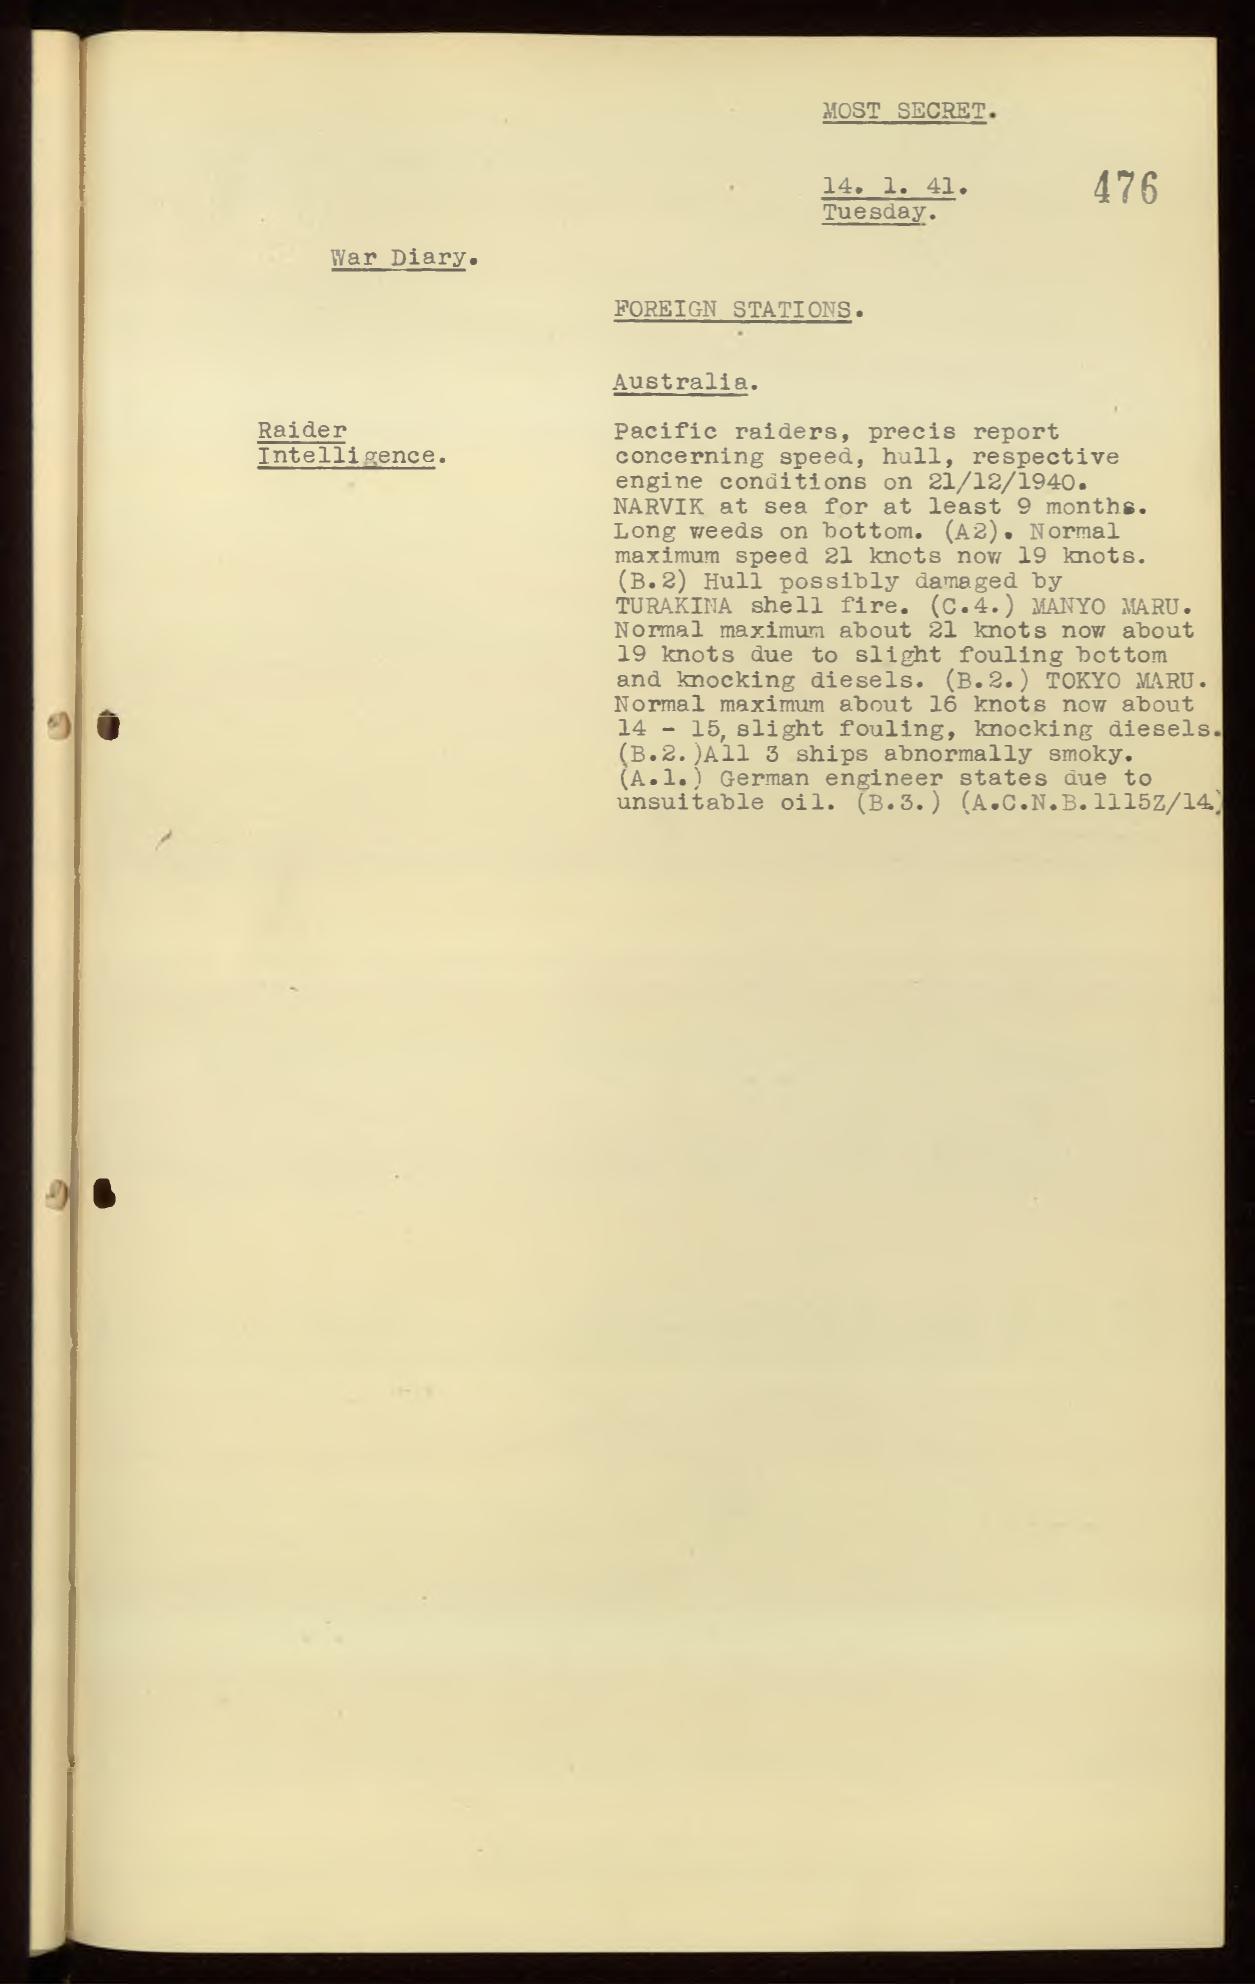 MOST SECRET.
14. 1. 41.
476
Tuesday.
War Diary.
FOREIGN STATIONS.
Australia.
Raider
Intelligence.
Pacific raiders, precis report
concerning speed, hull, respective
engine conditions on 21/12/1940.
NARVIK at sea for at least 9 months.
Long weeds on bottom. (A2). Normal
maximum speed 21 knots now 19 knots.
(B.2) Hull possibly damaged by
TURAKINA shell fire. (C.4.) MANYO MARU.
Normal maximum about 21 knots now about
19 knots due to slight fouling bottom
and knocking diesels. (B.2.) TOKYO MARU.
Normal maximum about 16 knots now about
14 - 15, slight fouling, knocking diesels.
(B.2.)All 3 ships abnormally smoky.
(A.1.) German engineer states due to
unsuitable oil. (B.3.) (A.C.N.B.1115Z/14.)